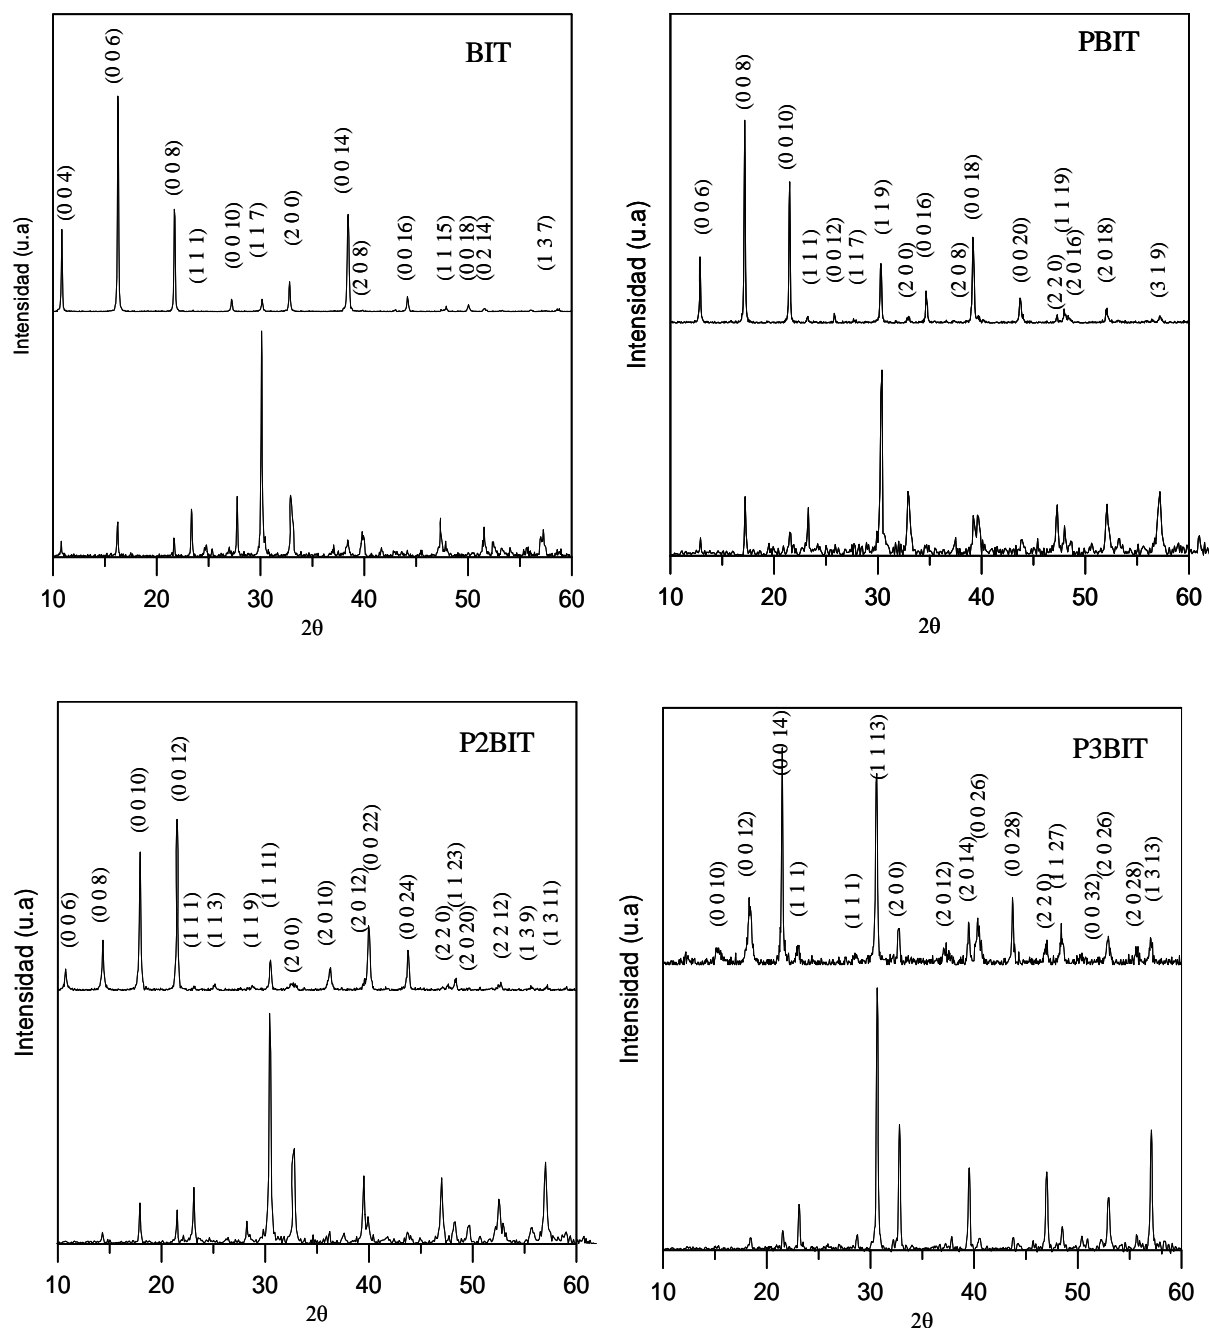 BIT
Intensidad (u.a)
(0 0 4)
(0 0 6)
(0 0 8)
(1 1 1)
(0 0 10)
(1 1 7)
(2 0 0)
(0 0 14)
(2 0 8)
(0 0 16)
(1 1 15)
(0 0 18)
(0 2 14)
(1 3 7)
10 20 30 40 50 60
2θ
PBIT
Intensidad (u.a)
(0 0 6)
(0 0 8)
(0 0 10)
(1 1 1)
(0 0 12)
(1 1 7)
(1 1 9)
(2 0 0)
(0 0 16)
(2 0 8)
(0 0 18)
(0 0 20)
(2 2 0)
(1 1 19)
(2 0 16)
(2 0 18)
(3 1 9)
10 20 30 40 50 60
2θ
P2BIT
Intensidad (u.a)
(0 0 6)
(0 0 8)
(0 0 10)
(0 0 12)
(1 1 1)
(1 1 3)
(1 1 9)
(1 1 11)
(2 0 0)
(2 0 10)
(2 0 12)
(0 0 22)
(0 0 24)
(2 2 0)
(1 1 23)
(2 0 20)
(2 2 12)
(1 3 9)
(1 3 11)
10 20 30 40 50 60
2θ
P3BIT
Intensidad (u.a)
(0 0 10)
(0 0 12)
(0 0 14)
(1 1 1)
(1 1 1)
(1 1 13)
(2 0 0)
(2 0 12)
(2 0 14)
(0 0 26)
(0 0 28)
(2 2 0)
(1 1 27)
(0 0 32)
(2 0 26)
(2 0 28)
(1 3 13)
10 20 30 40 50 60
2θ